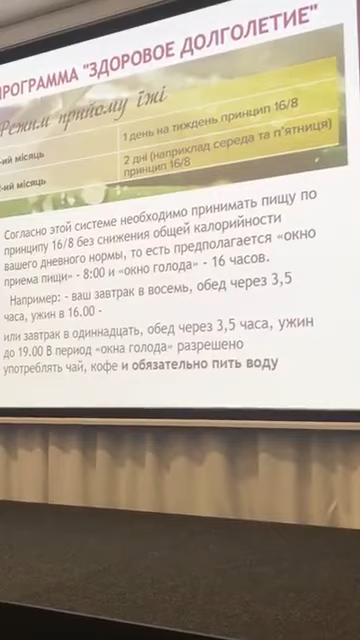 ПРОГРАММА "ЗДОРОВОЕ ДОЛГОЛЕТИЕ"
Режим прийому їжі
-ий місяць
1 день на тиждень принцип 16/8
-ий місяць
2 дні (наприклад середа та п'ятниця)
принцип 16/8
Согласно этой системе необходимо принимать пищу по
принципу 16/8 без снижения общей калорийности
вашего дневного нормы, то есть предполагается «окно
приема пищи» - 8:00 и «окно голода» - 16 часов.
Например: - ваш завтрак в восемь, обед через 3,5
часа, ужин в 16.00 -
или завтрак в одиннадцать, обед через 3,5 часа, ужин
до 19.00 В период «окна голода» разрешено
употреблять чай, кофе и обязательно пить воду